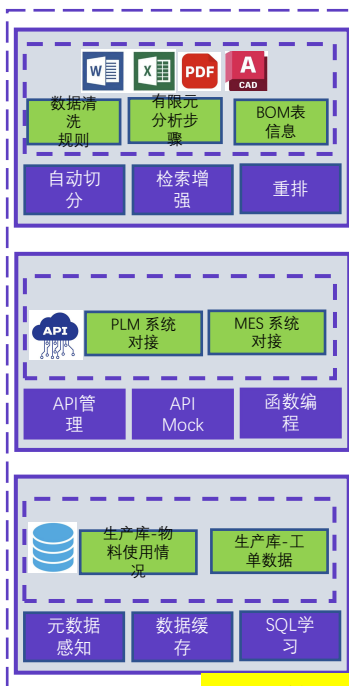 W
X
PDF
A
CAD
数据清
洗
规则
有限元
分析步
骤
BOM表
信息
自动切
分
检索增
强
重排
API
PLM 系统
对接
MES 系统
对接
API管
理
API
Mock
函数编
程
生产库-物
料使用情
况
生产库-工
单数据
元数据
感知
数据缓
存
SQL学
习